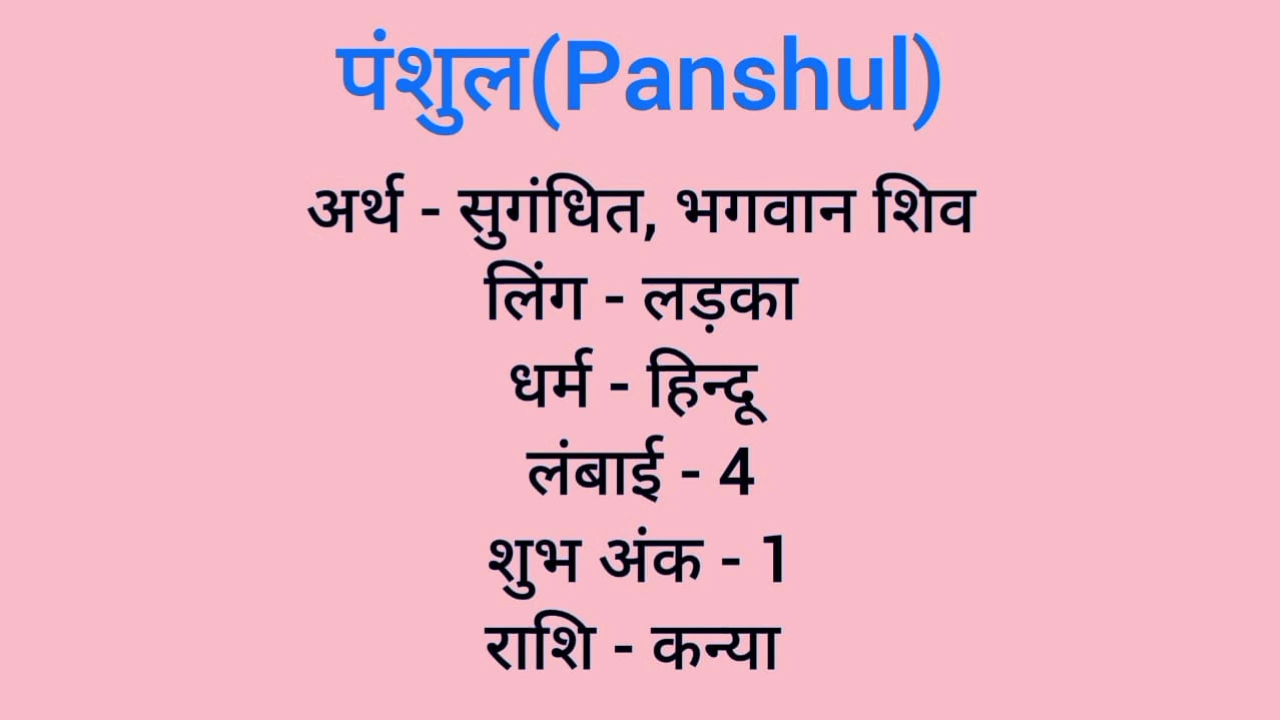 पंशुल(Panshul)
अर्थ - सुगंधित, भगवान शिव
लिंग - लड़का
धर्म - हिन्दू
लंबाई - 4
शुभ अंक - 1
राशि - कन्या